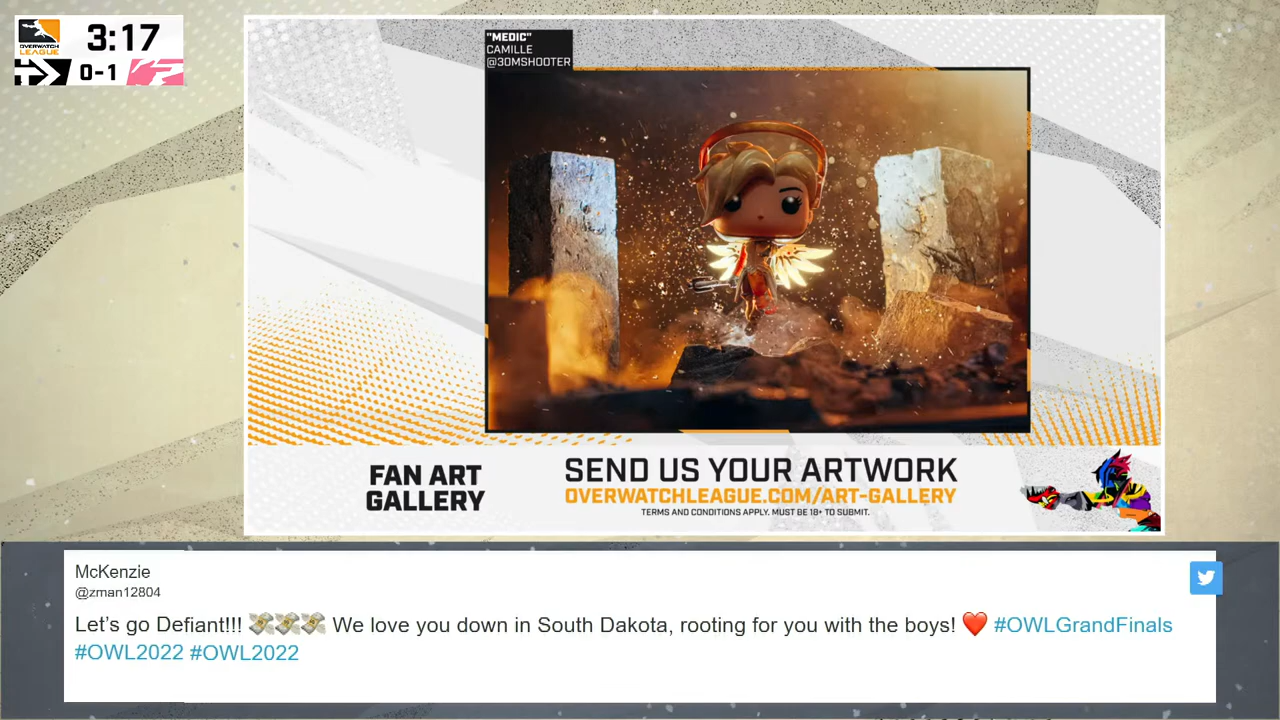 OVERWATCH
LEAGUE
3:17
0-1
"MEDIC"
CAMILLE
@30MSHOOTER
FAN ART
GALLERY
SEND US YOUR ARTWORK
OVERWATCHLEAGUE.COM/ART-GALLERY
TERMS AND CONDITIONS APPLY. MUST BE 18+ TO SUBMIT.
McKenzie
@zman12804
Let’s go Defiant!!! 💸💸💸 We love you down in South Dakota, rooting for you with the boys! ❤️ #OWLGrandFinals
#OWL2022 #OWL2022